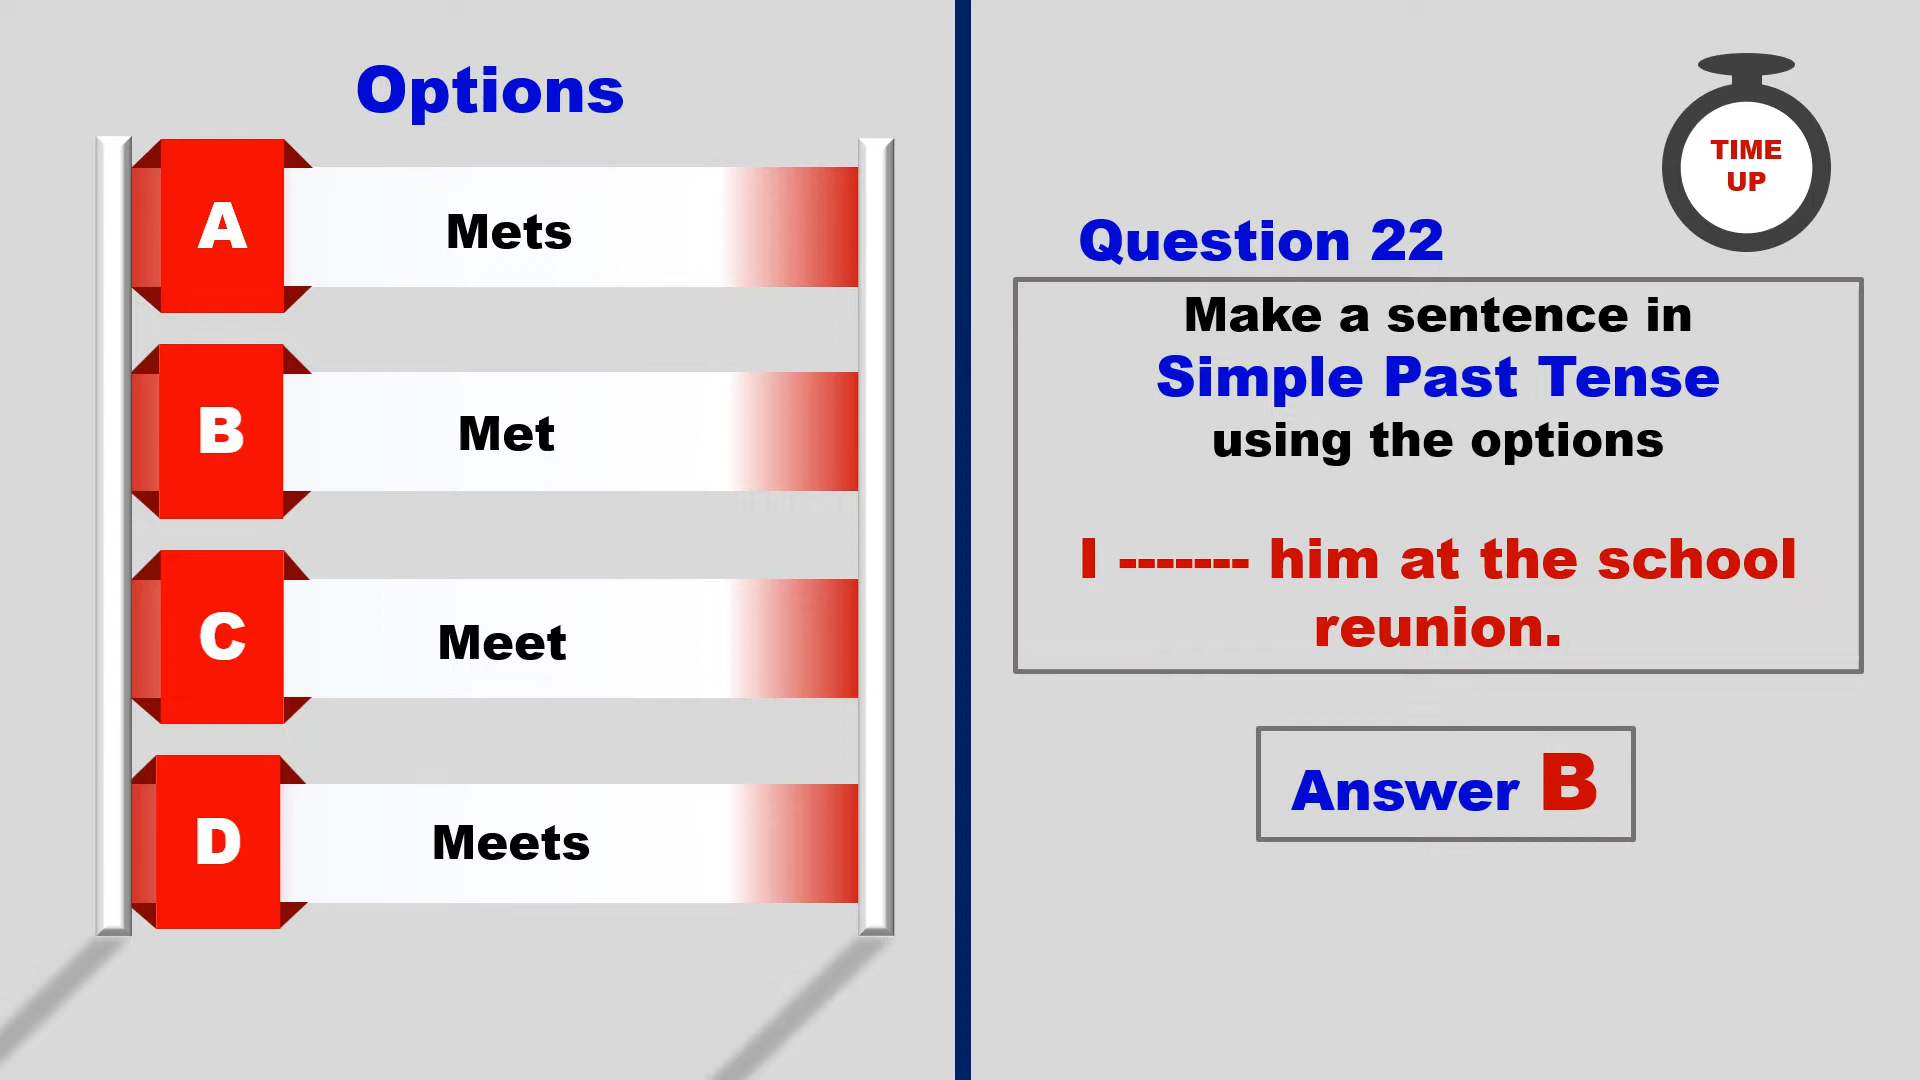 Options
A Mets
B Met
C Meet
D Meets
TIME
UP
Question 22
Make a sentence in
Simple Past Tense
using the options
I ------- him at the school
reunion.
Answer B